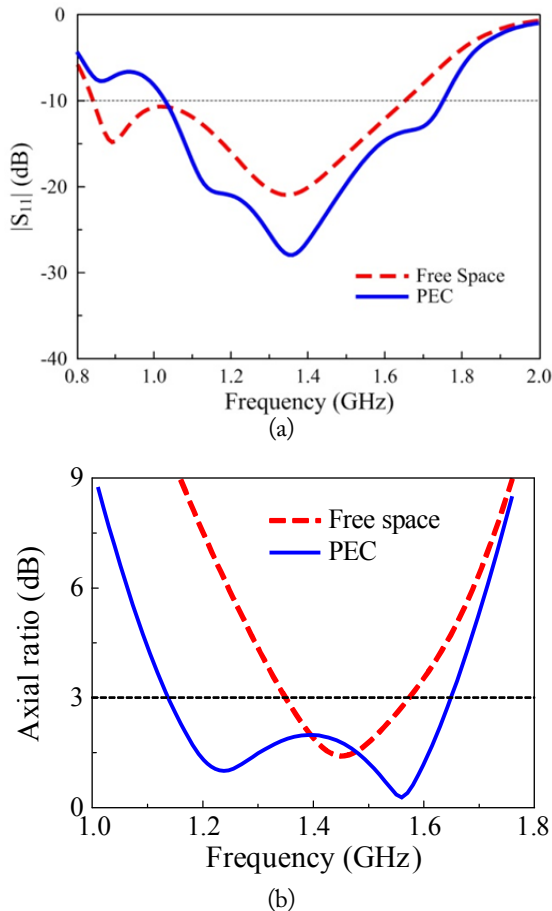 0
-10
-20
-30
-40
|S11| (dB)
Free Space
PEC
0.8 1.0 1.2 1.4 1.6 1.8 2.0
Frequency (GHz)
(a)
9
6
3
0
Axial ratio (dB)
Free space
PEC
1.0 1.2 1.4 1.6 1.8
Frequency (GHz)
(b)